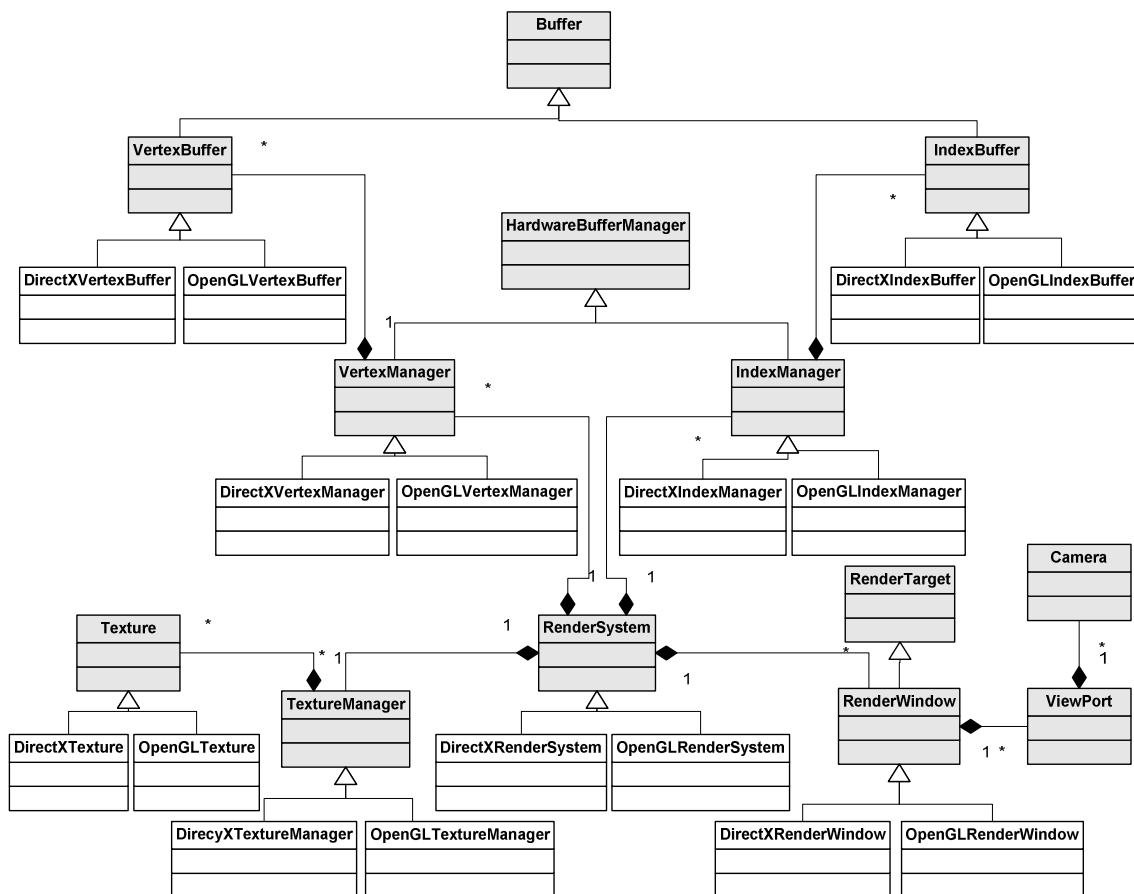 Buffer
VertexBuffer
*
IndexBuffer
*
HardwareBufferManager
DirectXVertexBuffer
OpenGLVertexBuffer
DirectXIndexBuffer
OpenGLIndexBuffer
1
VertexManager
*
IndexManager
*
DirectXVertexManager
OpenGLVertexManager
DirectXIndexManager
OpenGLIndexManager
Camera
RenderTarget
1
1
Texture
*
1
RenderSystem
*
1
*
*
1
1
TextureManager
RenderWindow
ViewPort
DirectXTexture
OpenGLTexture
DirectXRenderSystem
OpenGLRenderSystem
1
*
DirecyXTextureManager
OpenGLTextureManager
DirectXRenderWindow
OpenGLRenderWindow